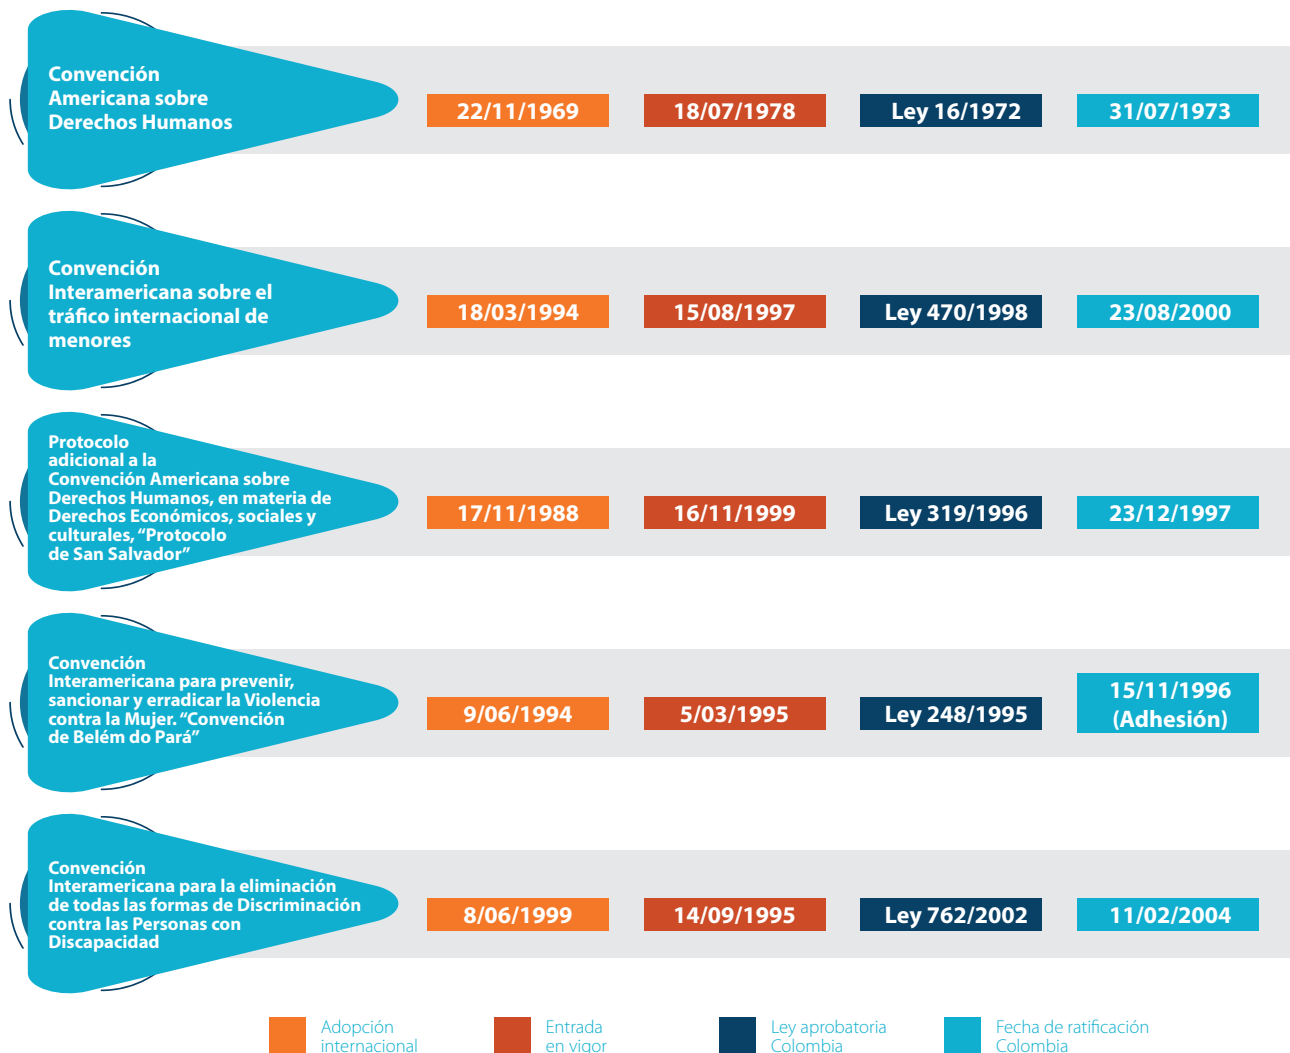 Convención
Americana sobre
Derechos Humanos
22/11/1969
18/07/1978
Ley 16/1972
31/07/1973
Convención
Interamericana sobre el
tráfico internacional de
menores
18/03/1994
15/08/1997
Ley 470/1998
23/08/2000
Protocolo
adicional a la
Convención Americana sobre
Derechos Humanos, en materia de
Derechos Económicos, sociales y
culturales, “Protocolo
de San Salvador”
17/11/1988
16/11/1999
Ley 319/1996
23/12/1997
Convención
Interamericana para prevenir,
sancionar y erradicar la Violencia
contra la Mujer. “Convención
de Belém do Pará”
9/06/1994
5/03/1995
Ley 248/1995
15/11/1996
(Adhesión)
Convención
Interamericana para la eliminación
de todas las formas de Discriminación
contra las Personas con
Discapacidad
8/06/1999
14/09/1995
Ley 762/2002
11/02/2004
Adopción
internacional
Entrada
en vigor
Ley aprobatoria
Colombia
Fecha de ratificación
Colombia